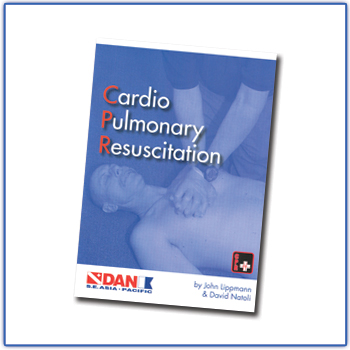 Cardio
Pulmonary
Resuscitation
DAN
S.E. ASIA - PACIFIC
by John Lippmann
& David Natoli